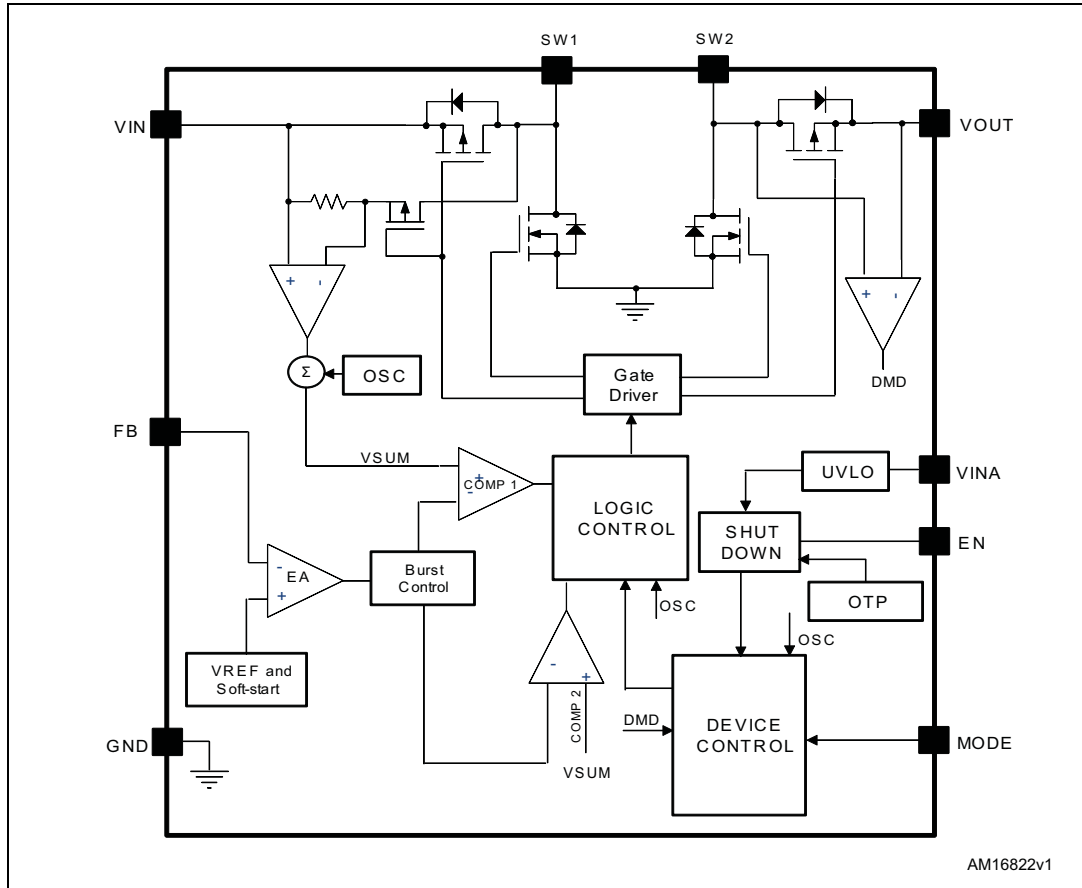 SW1
SW2
VIN
VOUT
+ -
+ -
Σ
OSC
Gate
Driver
DMD
FB
VSUM
+
COMP 1
-
LOGIC
CONTROL
UVLO
VINA
SHUT
DOWN
EN
-
EA
+
Burst
Control
OSC
OTP
OSC
VREF and
Soft-start
- +
COMP 2
VSUM
DMD
DEVICE
CONTROL
GND
MODE
AM16822v1